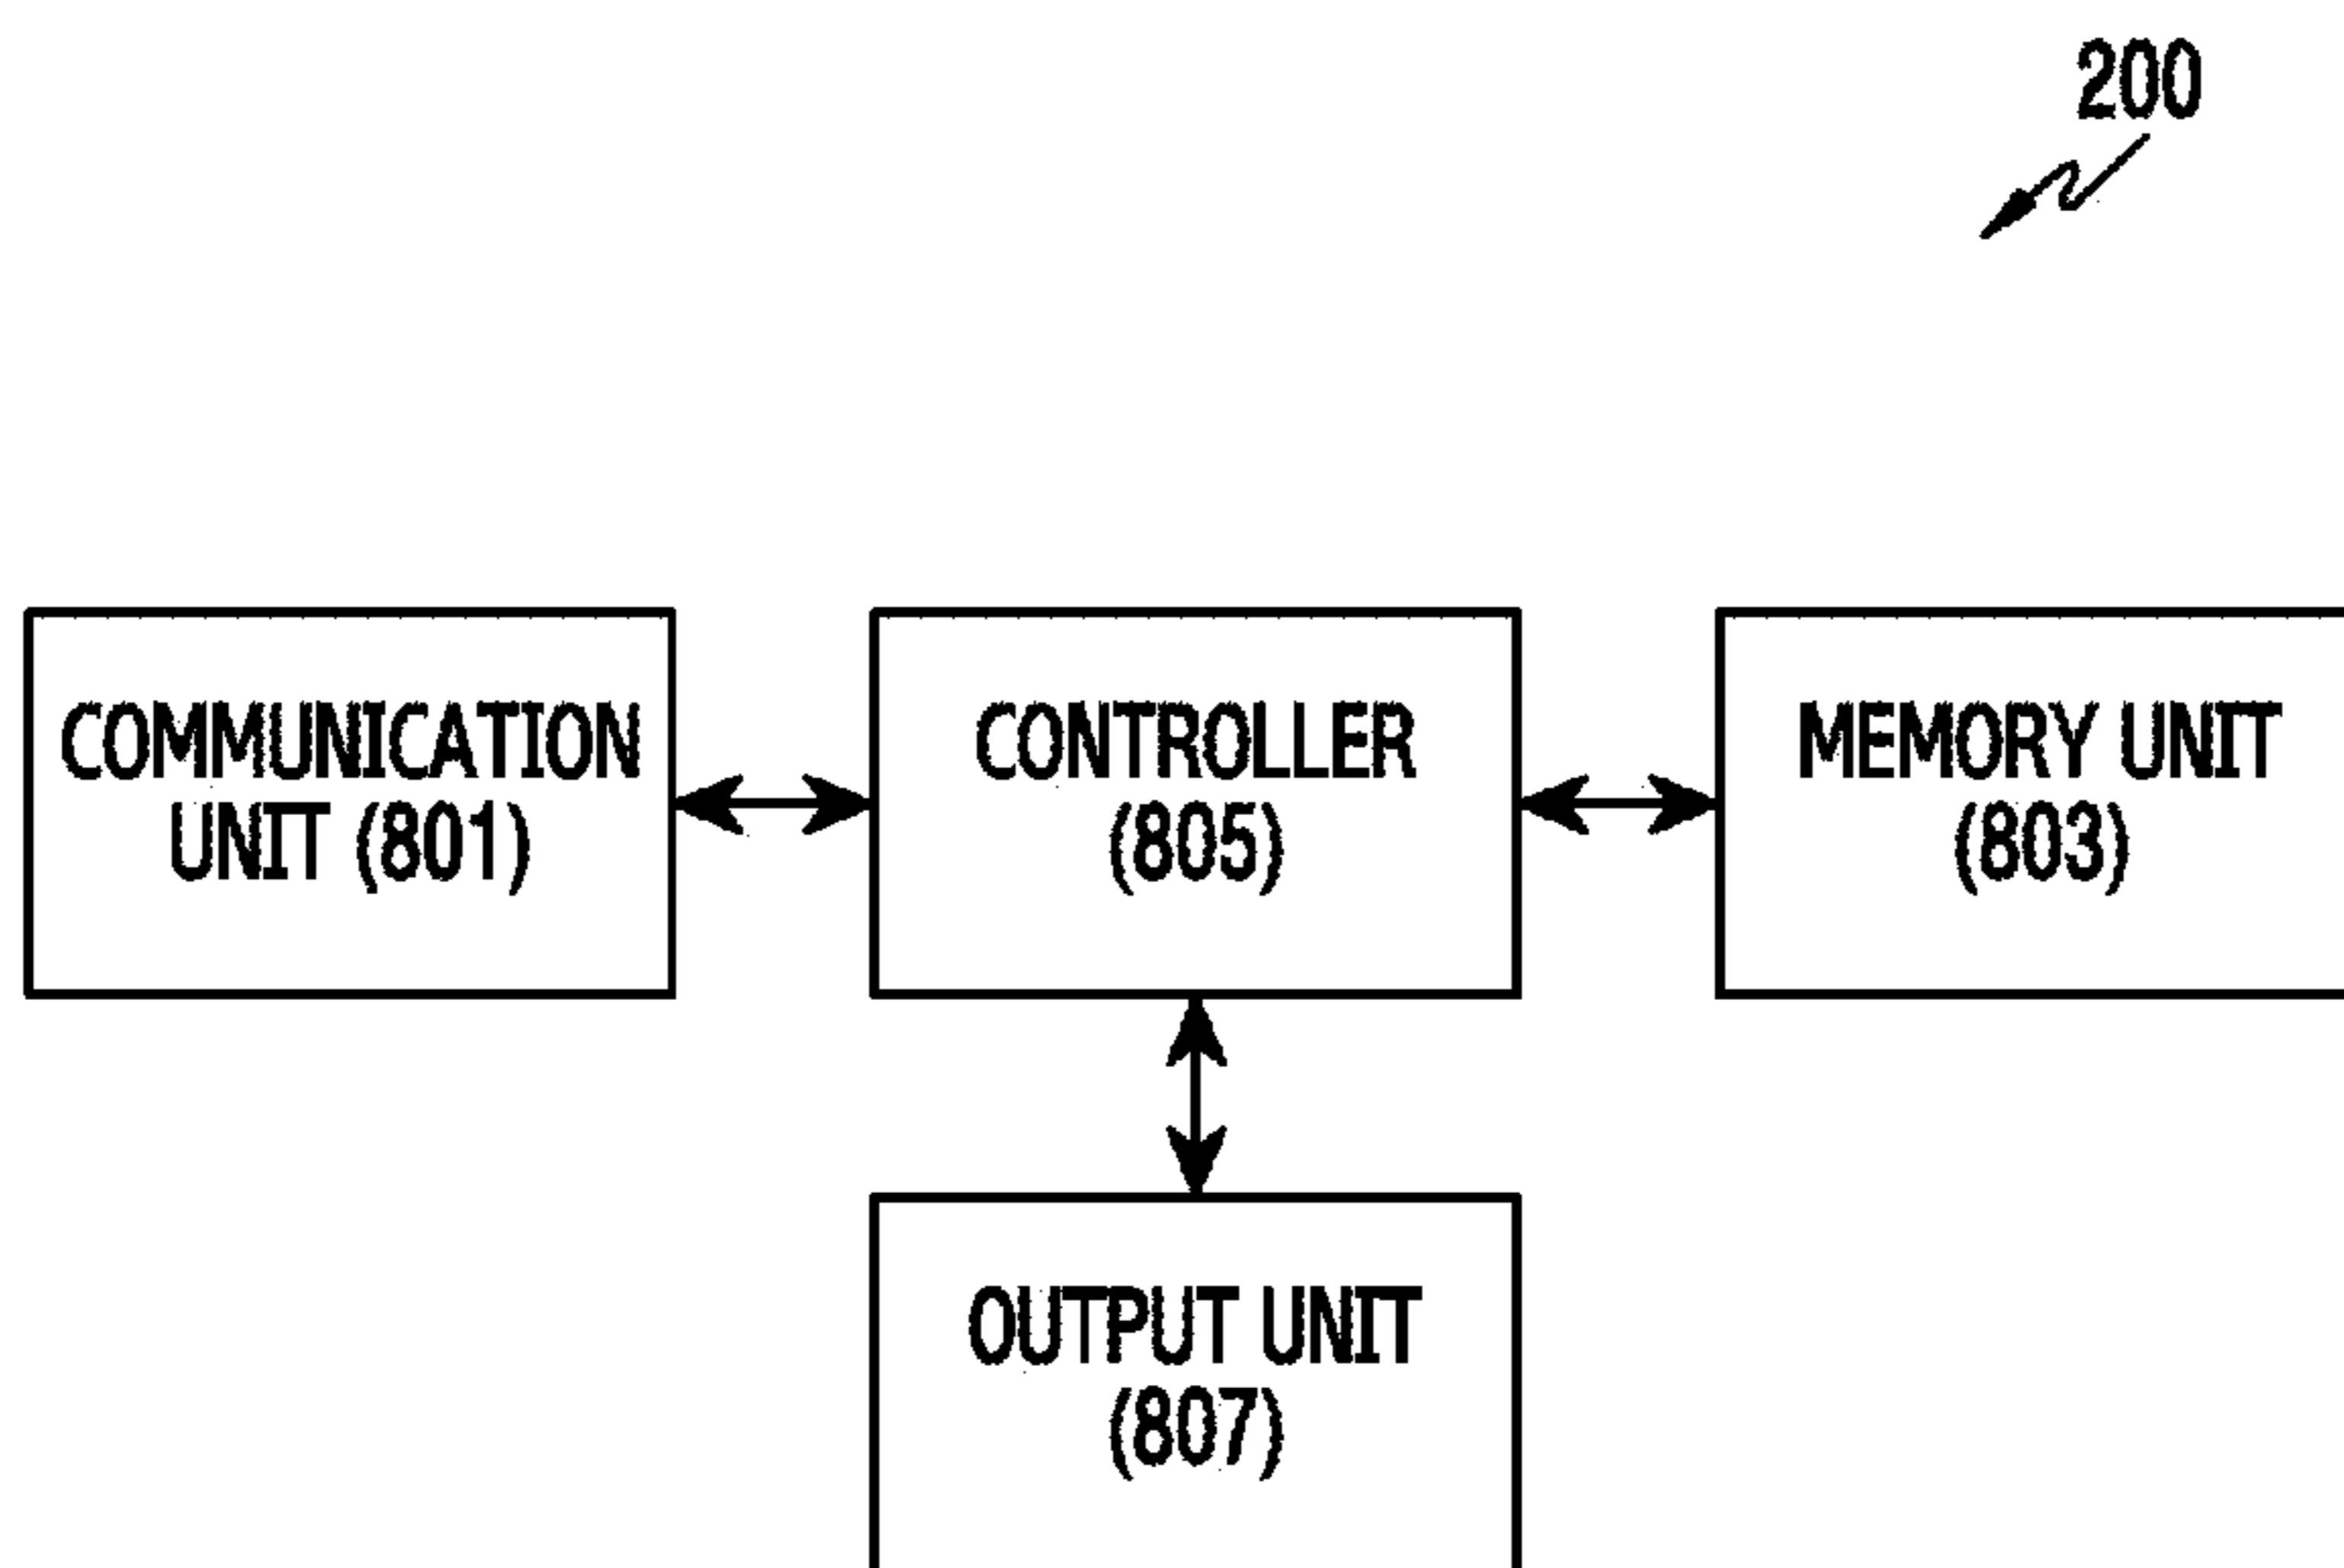 200
COMMUNICATION
UNIT (801)
CONTROLLER
(805)
MEMORY UNIT
(803)
OUTPUT UNIT
(807)